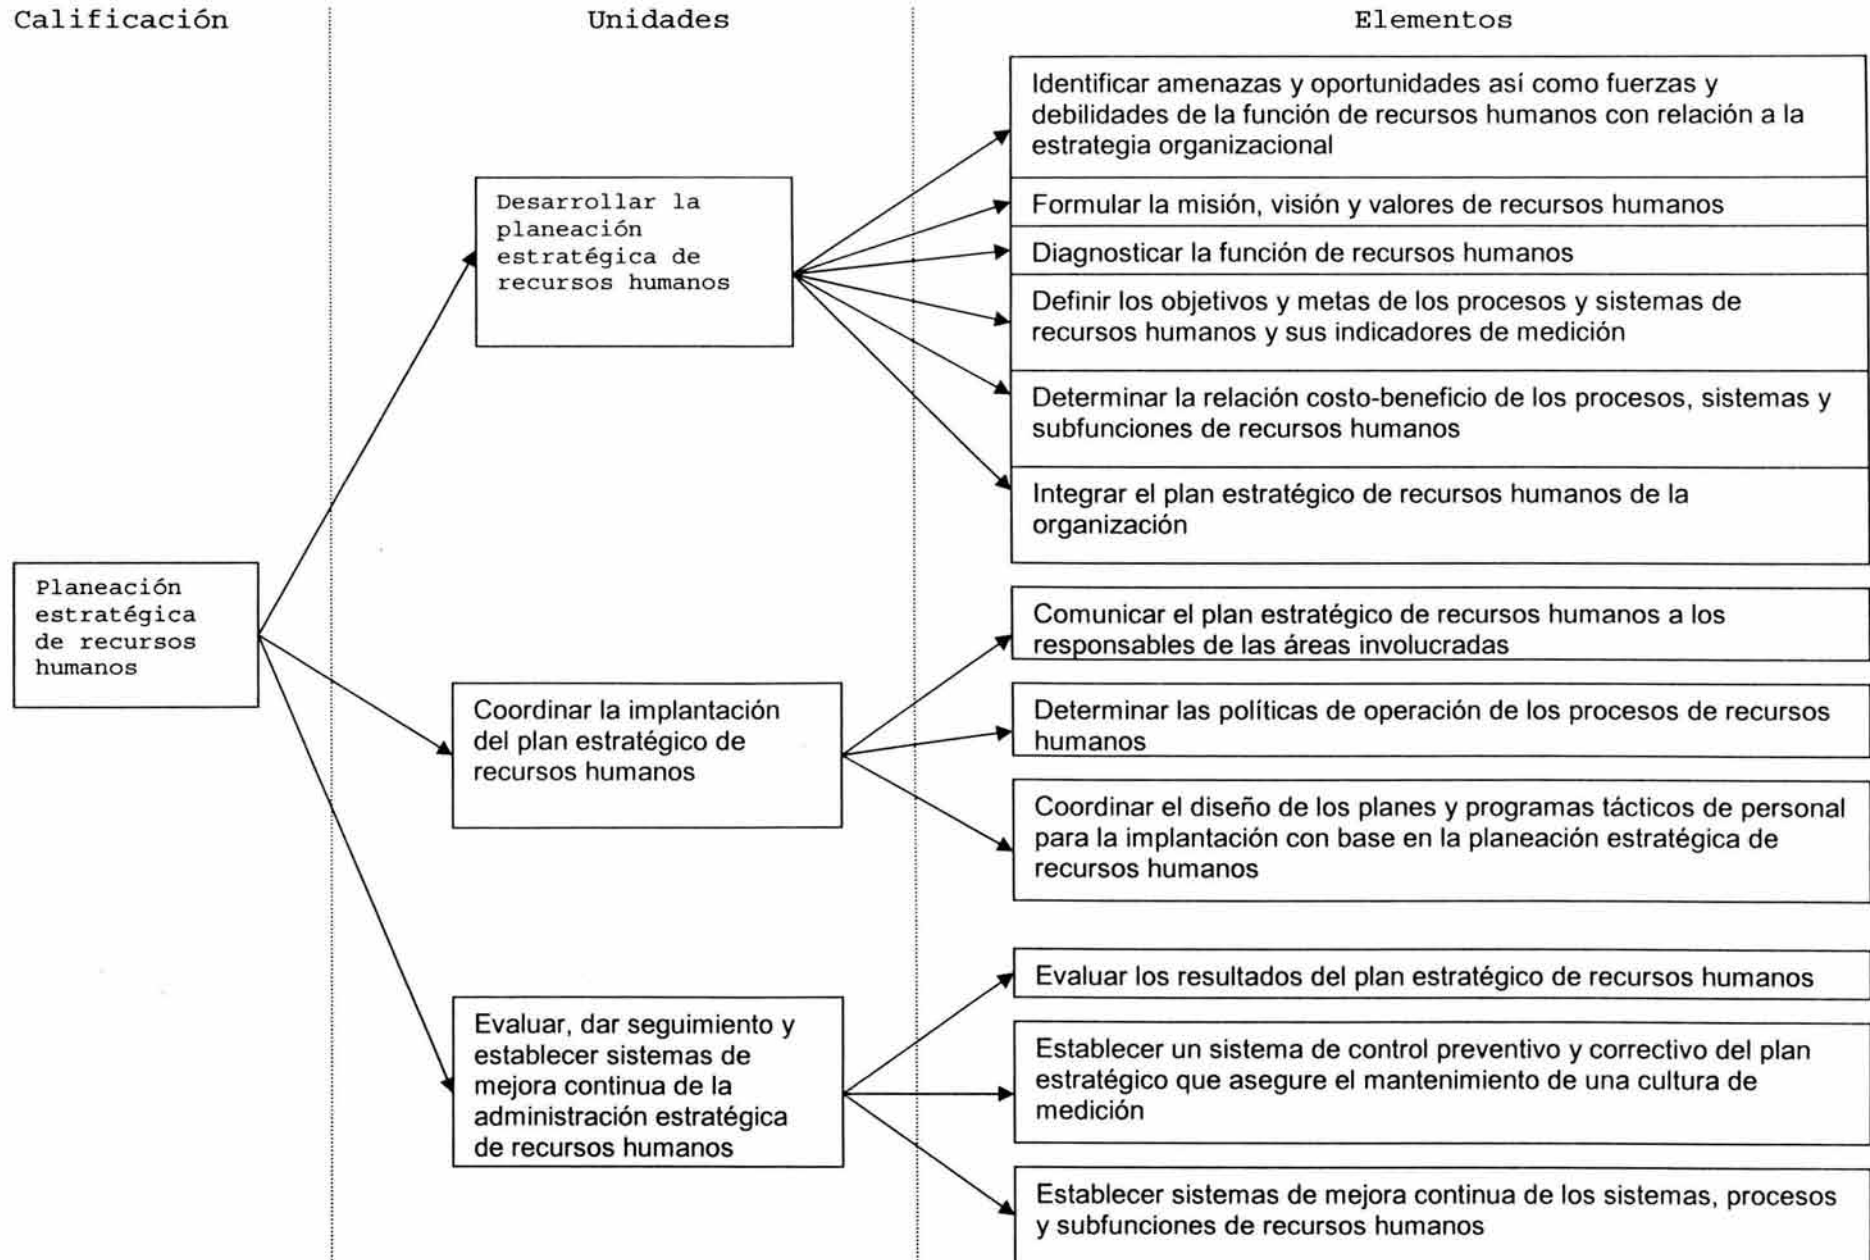 Calificación
Unidades
Elementos
Planeación
estratégica
de recursos
humanos
Desarrollar la
planeación
estratégica de
recursos humanos
Identificar amenazas y oportunidades así como fuerzas y
debilidades de la función de recursos humanos con relación a la
estrategia organizacional
Formular la misión, visión y valores de recursos humanos
Diagnosticar la función de recursos humanos
Definir los objetivos y metas de los procesos y sistemas de
recursos humanos y sus indicadores de medición
Determinar la relación costo-beneficio de los procesos, sistemas y
subfunciones de recursos humanos
Integrar el plan estratégico de recursos humanos de la
organización
Coordinar la implantación
del plan estratégico de
recursos humanos
Comunicar el plan estratégico de recursos humanos a los
responsables de las áreas involucradas
Determinar las políticas de operación de los procesos de recursos
humanos
Coordinar el diseño de los planes y programas tácticos de personal
para la implantación con base en la planeación estratégica de
recursos humanos
Evaluar, dar seguimiento y
establecer sistemas de
mejora continua de la
administración estratégica
de recursos humanos
Evaluar los resultados del plan estratégico de recursos humanos
Establecer un sistema de control preventivo y correctivo del plan
estratégico que asegure el mantenimiento de una cultura de
medición
Establecer sistemas de mejora continua de los sistemas, procesos
y subfunciones de recursos humanos